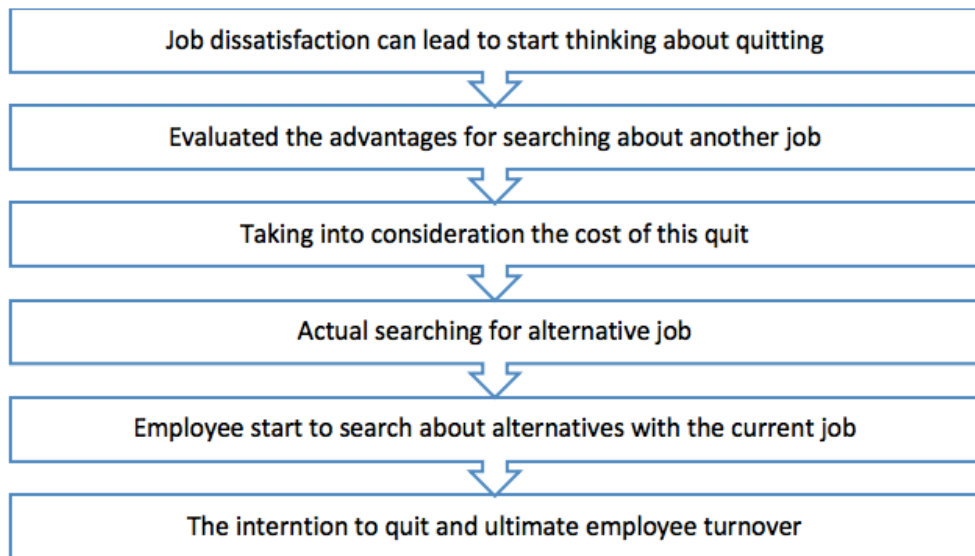 Job dissatisfaction can lead to start thinking about quitting
Evaluated the advantages for searching about another job
Taking into consideration the cost of this quit
Actual searching for alternative job
Employee start to search about alternatives with the current job
The interntion to quit and ultimate employee turnover